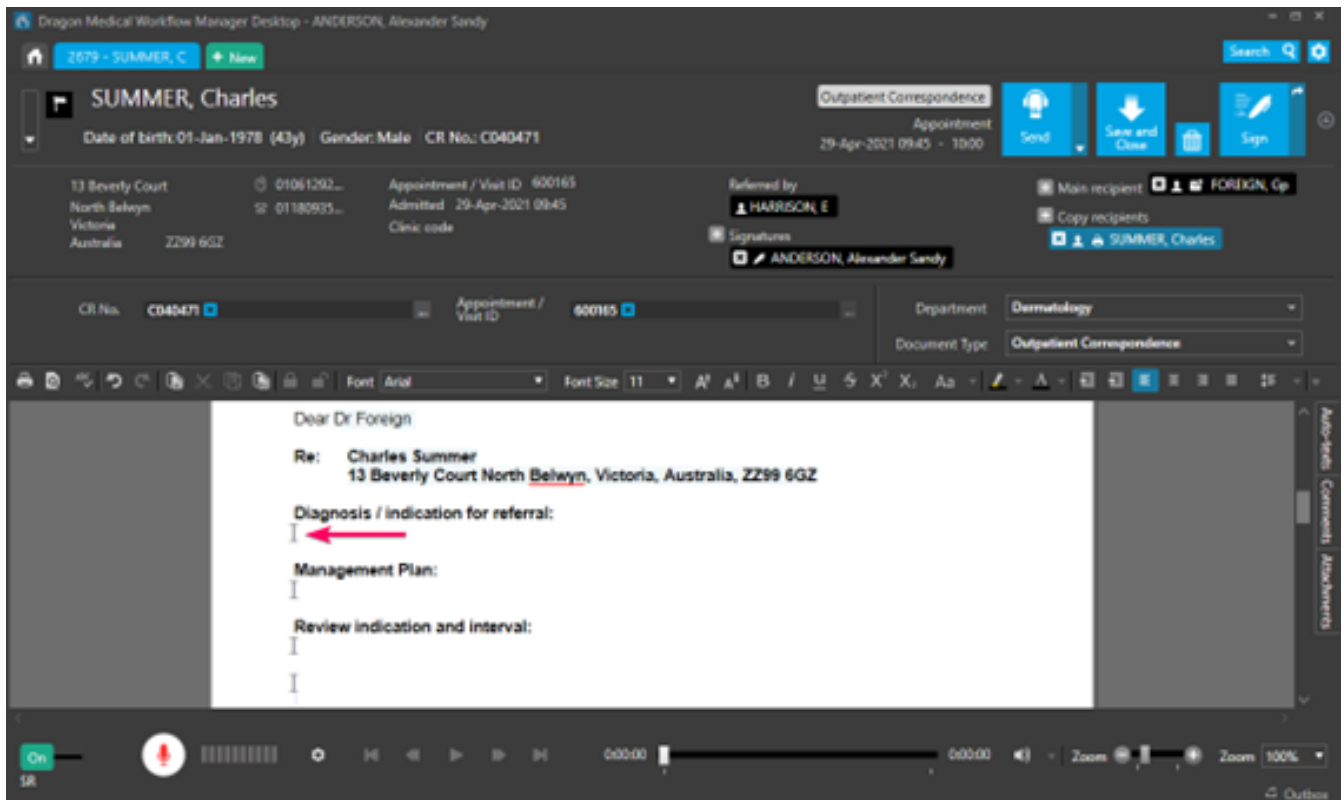 Dragon Medical Workflow Manager Desktop - ANDERSON, Alexander Sandy
2679 - SUMMER, C
+ New
Search
SUMMER, Charles
Date of birth: 01-Jan-1978 (43y) Gender: Male CR No.: C040471
Outpatient Correspondence
Appointment
29-Apr-2021 09:45 - 10:00
Send
Save and Close
Sign
13 Beverly Court
North Belwyn
Victoria
Australia ZZ99 6GZ
01061292...
01180935...
Appointment / Visit ID 600165
Admitted 29-Apr-2021 09:45
Clinic code
Referred by
HARRISON, E
Signatures
ANDERSON, Alexander Sandy
Main recipient FOREIGN, Gp
Copy recipients
SUMMER, Charles
CR No. C040471
Appointment / Visit ID 600165
Department Dermatology
Document Type Outpatient Correspondence
Font Arial Font Size 11
Dear Dr Foreign
Re: Charles Summer
13 Beverly Court North Belwyn, Victoria, Australia, ZZ99 6GZ
Diagnosis / indication for referral:
Management Plan:
Review indication and interval:
Auto-texts
Comments
Attachments
On
SR
0:00:00
0:00:00
Zoom
Zoom 100%
Outbox